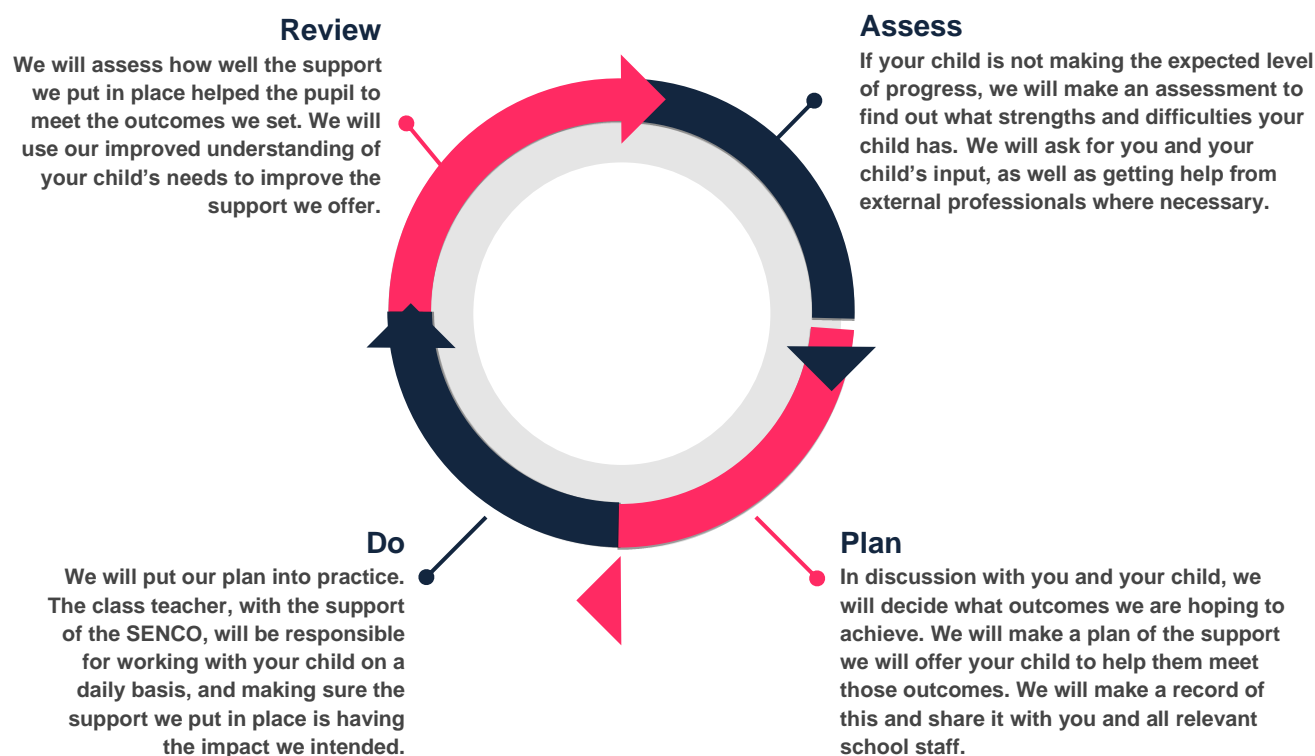 Review
We will assess how well the support
we put in place helped the pupil to
meet the outcomes we set. We will
use our improved understanding of
your child’s needs to improve the
support we offer.
Assess
If your child is not making the expected level
of progress, we will make an assessment to
find out what strengths and difficulties your
child has. We will ask for you and your
child’s input, as well as getting help from
external professionals where necessary.
Do
We will put our plan into practice.
The class teacher, with the support
of the SENCO, will be responsible
for working with your child on a
daily basis, and making sure the
support we put in place is having
the impact we intended.
Plan
In discussion with you and your child, we
will decide what outcomes we are hoping to
achieve. We will make a plan of the support
we will offer your child to help them meet
those outcomes. We will make a record of
this and share it with you and all relevant
school staff.